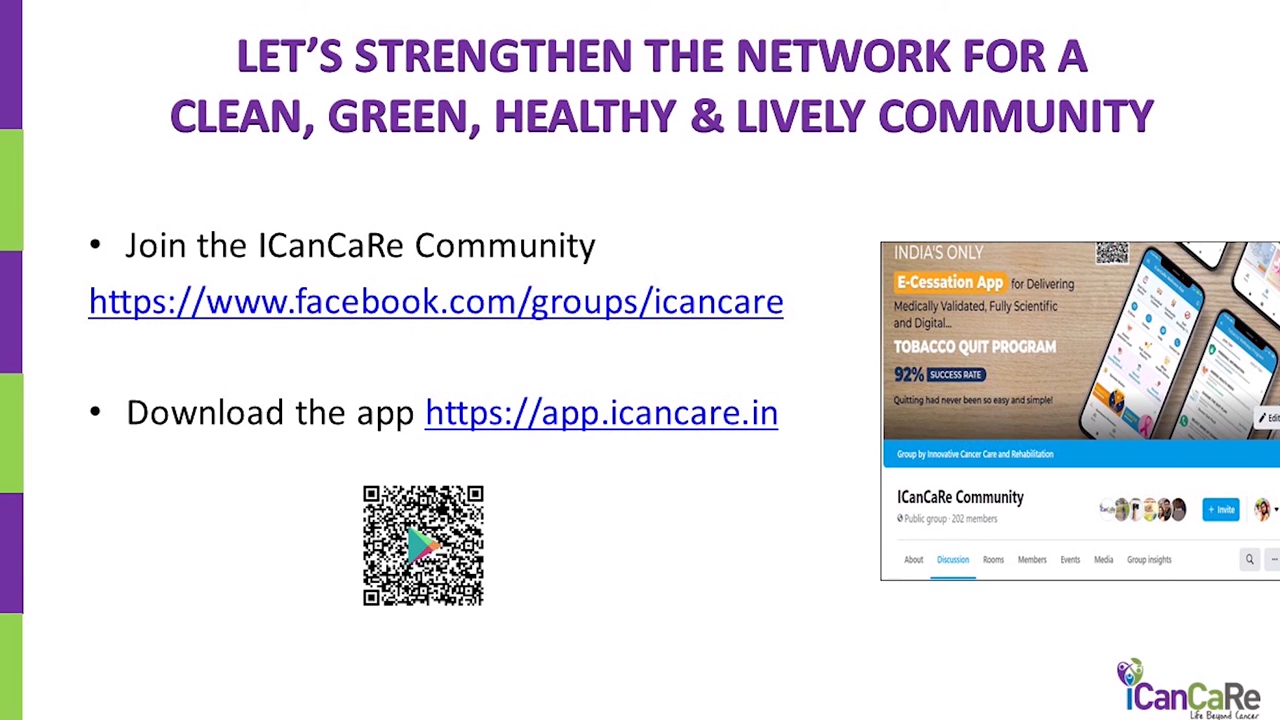 LET’S STRENGTHEN THE NETWORK FOR A
CLEAN, GREEN, HEALTHY & LIVELY COMMUNITY
• Join the ICanCaRe Community
https://www.facebook.com/groups/icancare
• Download the app https://app.icancare.in
INDIA'S ONLY
E-Cessation App for Delivering
Medically Validated, Fully Scientific
and Digital...
TOBACCO QUIT PROGRAM
92% SUCCESS RATE
Quitting had never been so easy and simple!
Edit
Group by Innovative Cancer Care and Rehabilitation
ICanCaRe Community
Public group · 202 members
+ Invite
About Discussion Rooms Members Events Media Group insights
iCanCaRe
Life Beyond Cancer